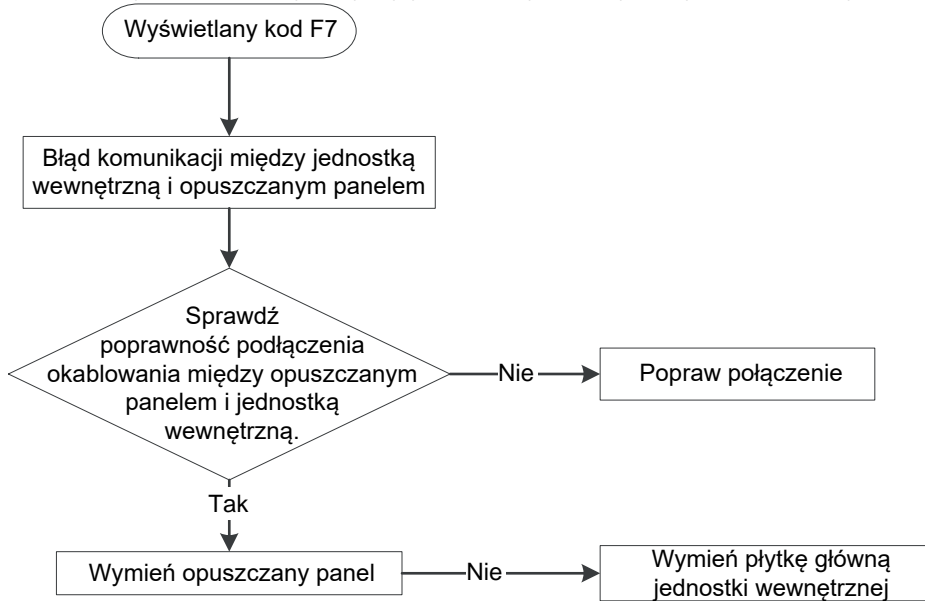 Wyświetlany kod F7
Błąd komunikacji między jednostką
wewnętrzną i opuszczanym panelem
Sprawdź
poprawność podłączenia
okablowania między opuszczanym
panelem i jednostką
wewnętrzną.
Nie
Popraw połączenie
Tak
Wymień opuszczany panel
Nie
Wymień płytkę główną
jednostki wewnętrznej